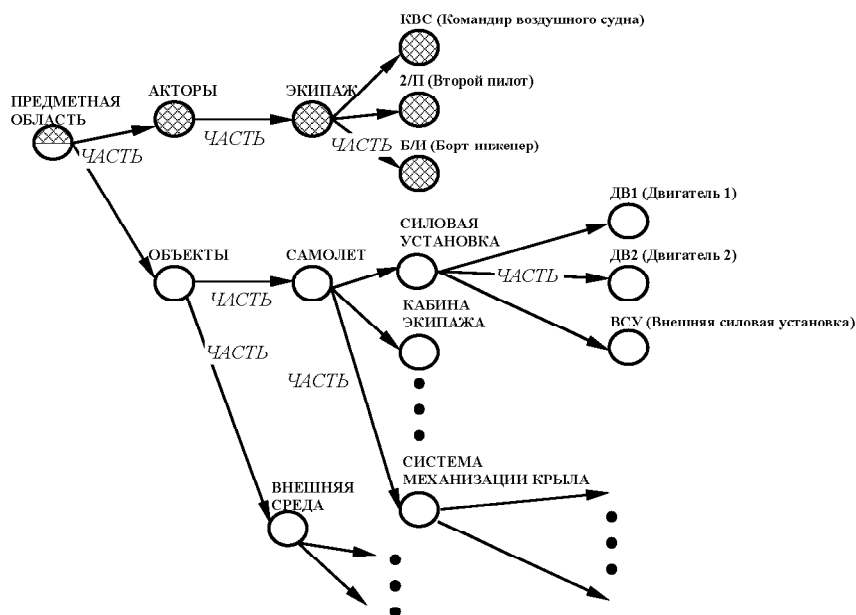 КВС (Командир воздушного судна)
АКТОРЫ
ЭКИПАЖ
2/П (Второй пилот)
ПРЕДМЕТНАЯ
ОБЛАСТЬ
ЧАСТЬ
ЧАСТЬ
ЧАСТЬ
Б/И (Борт инженер)
ДВ1 (Двигатель 1)
СИЛОВАЯ
УСТАНОВКА
ОБЪЕКТЫ
САМОЛЕТ
ДВ2 (Двигатель 2)
ЧАСТЬ
ЧАСТЬ
КАБИНА
ЭКИПАЖА
ВСУ (Внешняя силовая установка)
ЧАСТЬ
ЧАСТЬ
СИСТЕМА
МЕХАНИЗАЦИИ КРЫЛА
ВНЕШНЯЯ
СРЕДА